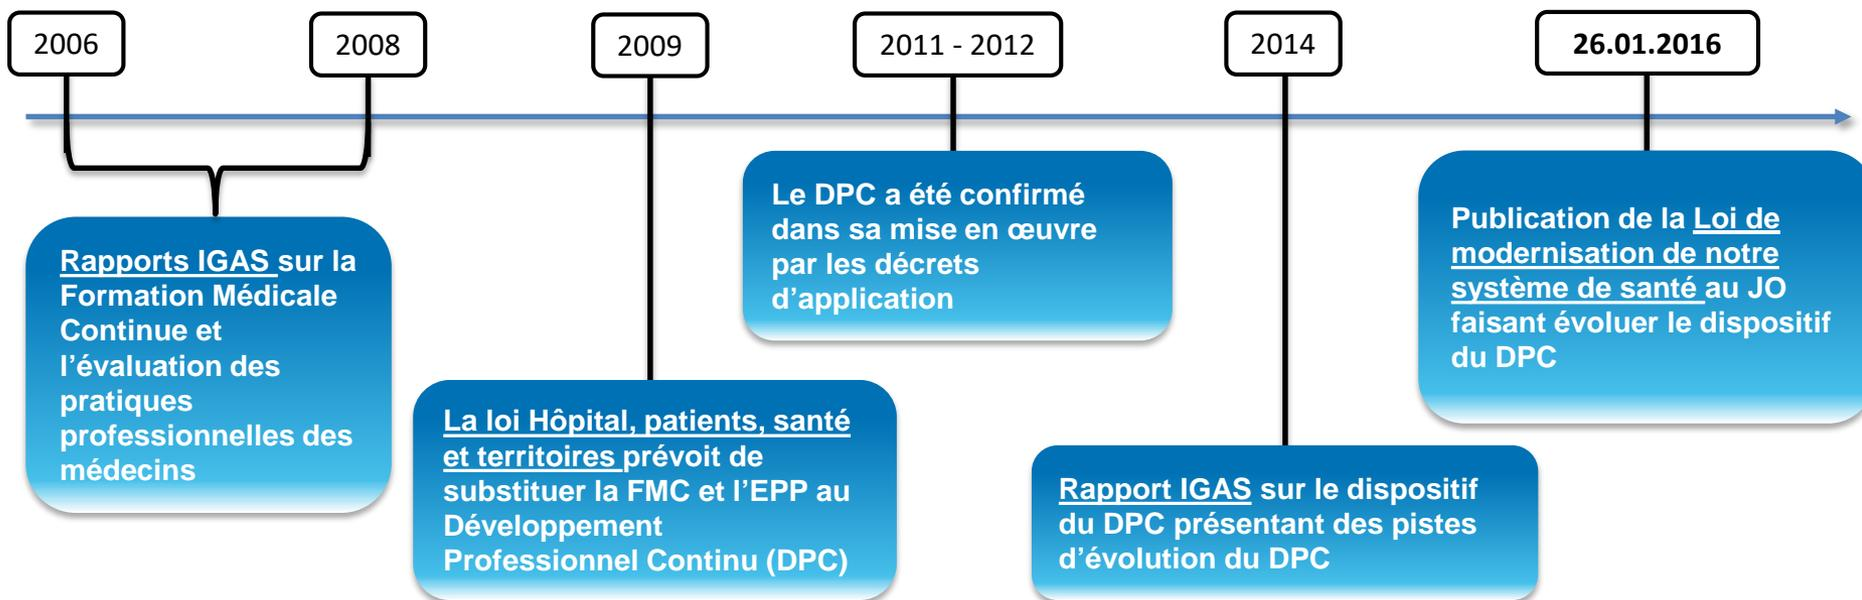 2006
2008
2009
2011 - 2012
2014
26.01.2016
Rapports IGAS sur la
Formation Médicale
Continue et
l’évaluation des
pratiques
professionnelles des
médecins
La loi Hôpital, patients, santé
et territoires prévoit de
substituer la FMC et l’EPP au
Développement
Professionnel Continu (DPC)
Le DPC a été confirmé
dans sa mise en œuvre
par les décrets
d’application
Rapport IGAS sur le dispositif
du DPC présentant des pistes
d’évolution du DPC
Publication de la Loi de
modernisation de notre
système de santé au JO
faisant évoluer le dispositif
du DPC